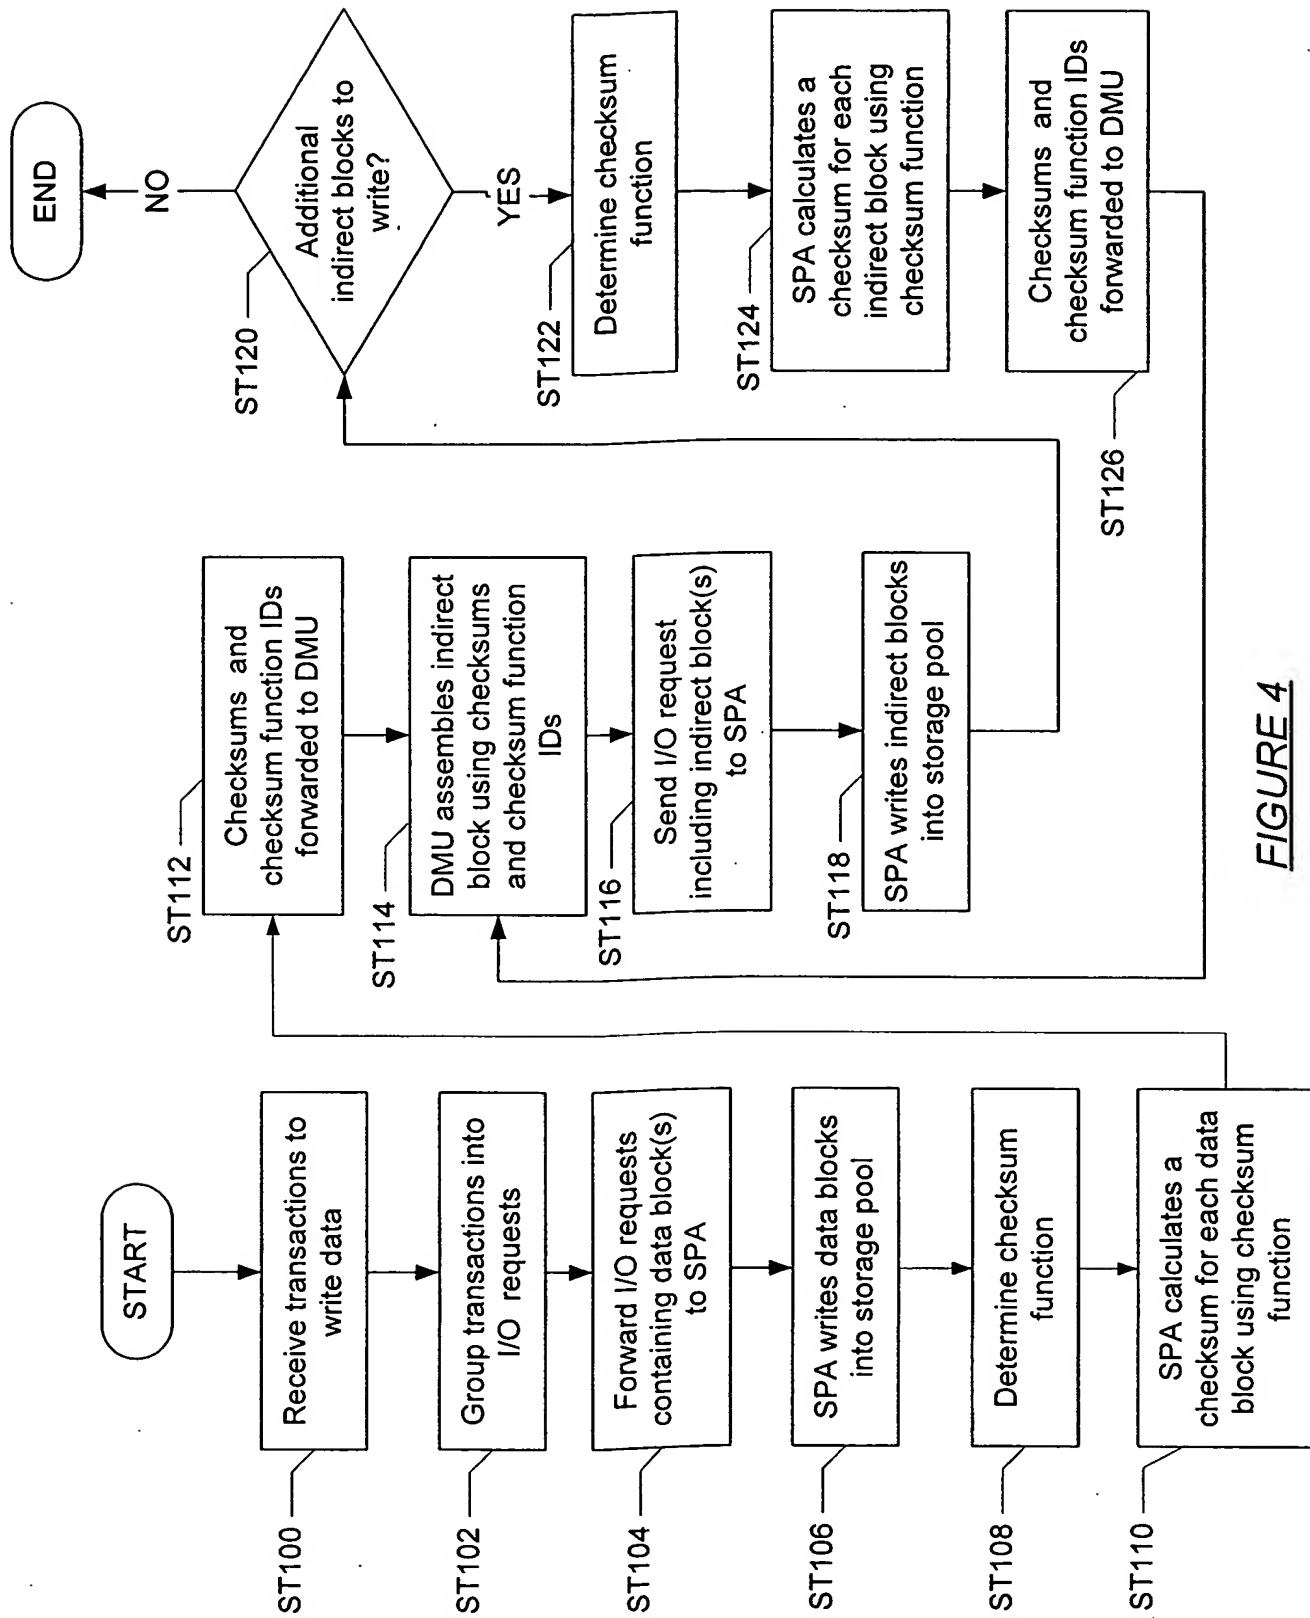 START
ST100
Receive transactions to
write data
ST102
Group transactions into
I/O requests
ST104
Forward I/O requests
containing data block(s)
to SPA
ST106
SPA writes data blocks
into storage pool
ST108
Determine checksum
function
ST110
SPA calculates a
checksum for each data
block using checksum
function
ST112
Checksums and
checksum function IDs
forwarded to DMU
ST114
DMU assembles indirect
block using checksums
and checksum function
IDs
ST116
Send I/O request
including indirect block(s)
to SPA
ST118
SPA writes indirect blocks
into storage pool
END
NO
ST120
Additional
indirect blocks to
write?
YES
ST122
Determine checksum
function
ST124
SPA calculates a
checksum for each
indirect block using
checksum function
ST126
Checksums and
checksum function IDs
forwarded to DMU
FIGURE 4